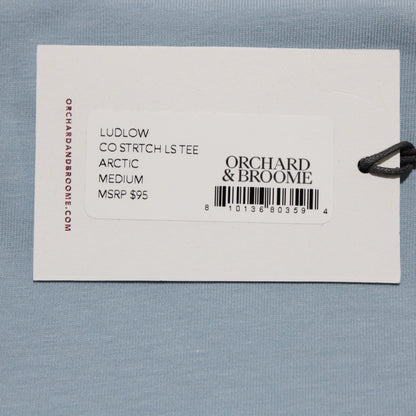 ORCHARDANDBROOME.COM
LUDLOW
CO STRTCH LS TEE
ARCTIC
MEDIUM
MSRP $95
ORCHARD
& BROOME
8 10136 80359 4